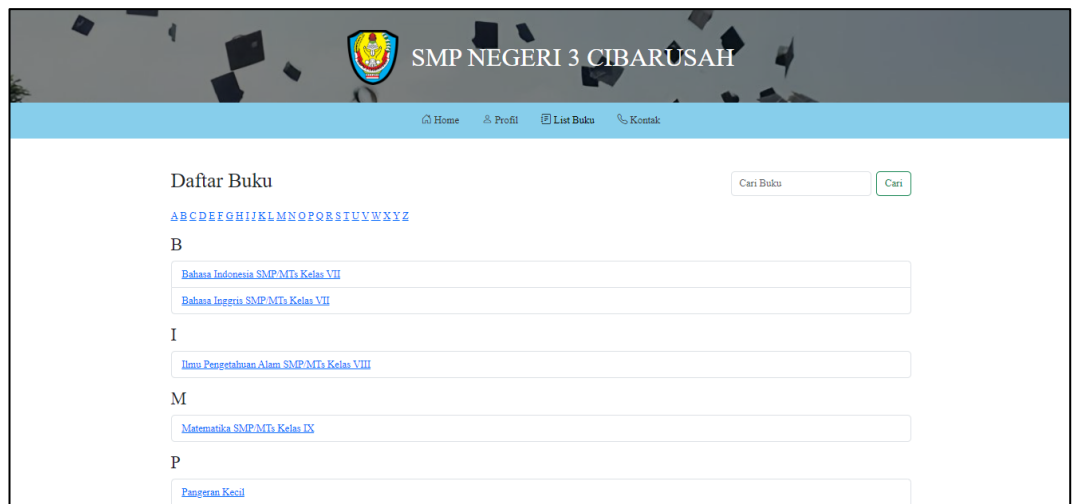 SMP NEGERI 3 CIBARUSAH
Home Profil List Buku Kontak
Daftar Buku
Cari Buku Cari
A B C D E F G H I J K L M N O P Q R S T U V W X Y Z
B
Bahasa Indonesia SMP/MTs Kelas VII
Bahasa Inggris SMP/MTs Kelas VII
I
Ilmu Pengetahuan Alam SMP/MTs Kelas VIII
M
Matematika SMP/MTs Kelas IX
P
Pangeran Kecil